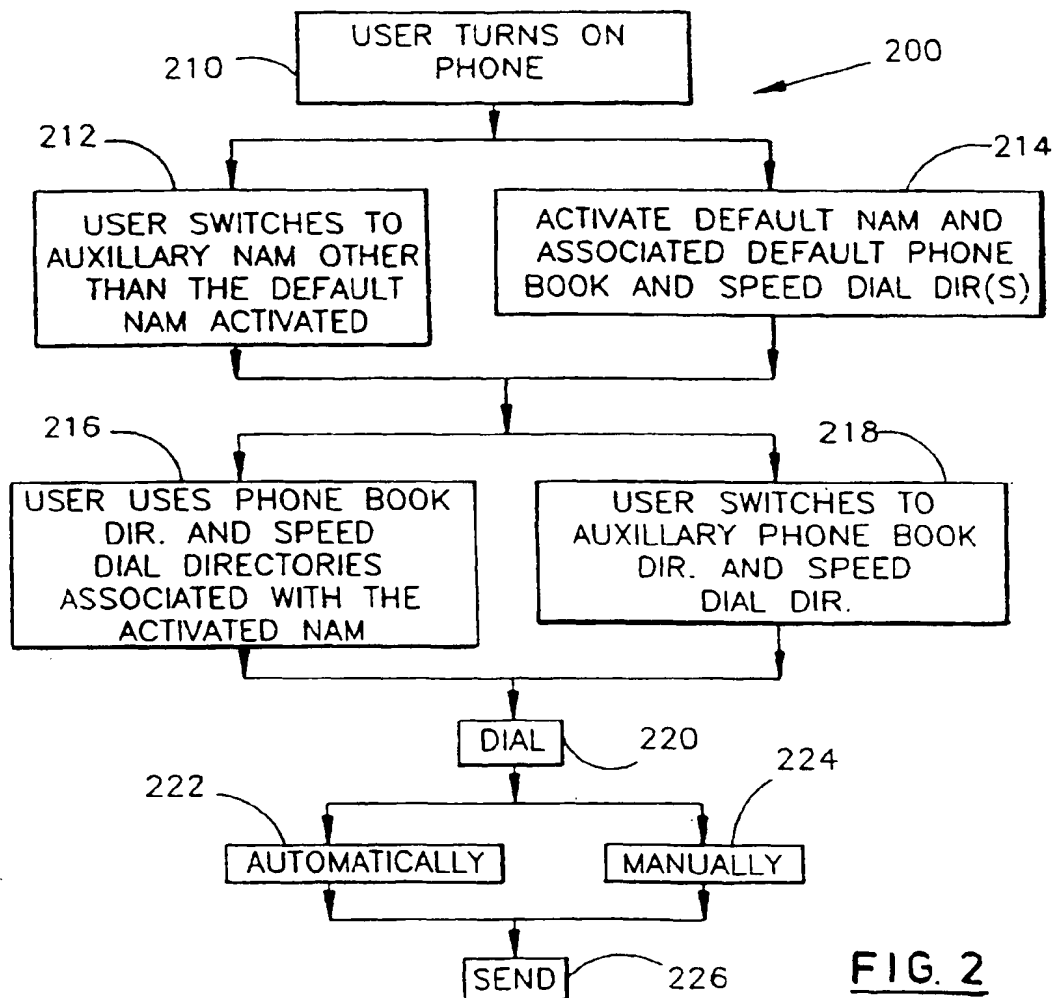 USER TURNS ON
PHONE
210
200
212
214
USER SWITCHES TO
AUXILLARY NAM OTHER
THAN THE DEFAULT
NAM ACTIVATED
ACTIVATE DEFAULT NAM AND
ASSOCIATED DEFAULT PHONE
BOOK AND SPEED DIAL DIR(S)
216
218
USER USES PHONE BOOK
DIR. AND SPEED
DIAL DIRECTORIES
ASSOCIATED WITH THE
ACTIVATED NAM
USER SWITCHES TO
AUXILLARY PHONE BOOK
DIR. AND SPEED
DIAL DIR.
DIAL
220
222
224
AUTOMATICALLY
MANUALLY
SEND
226
FIG. 2